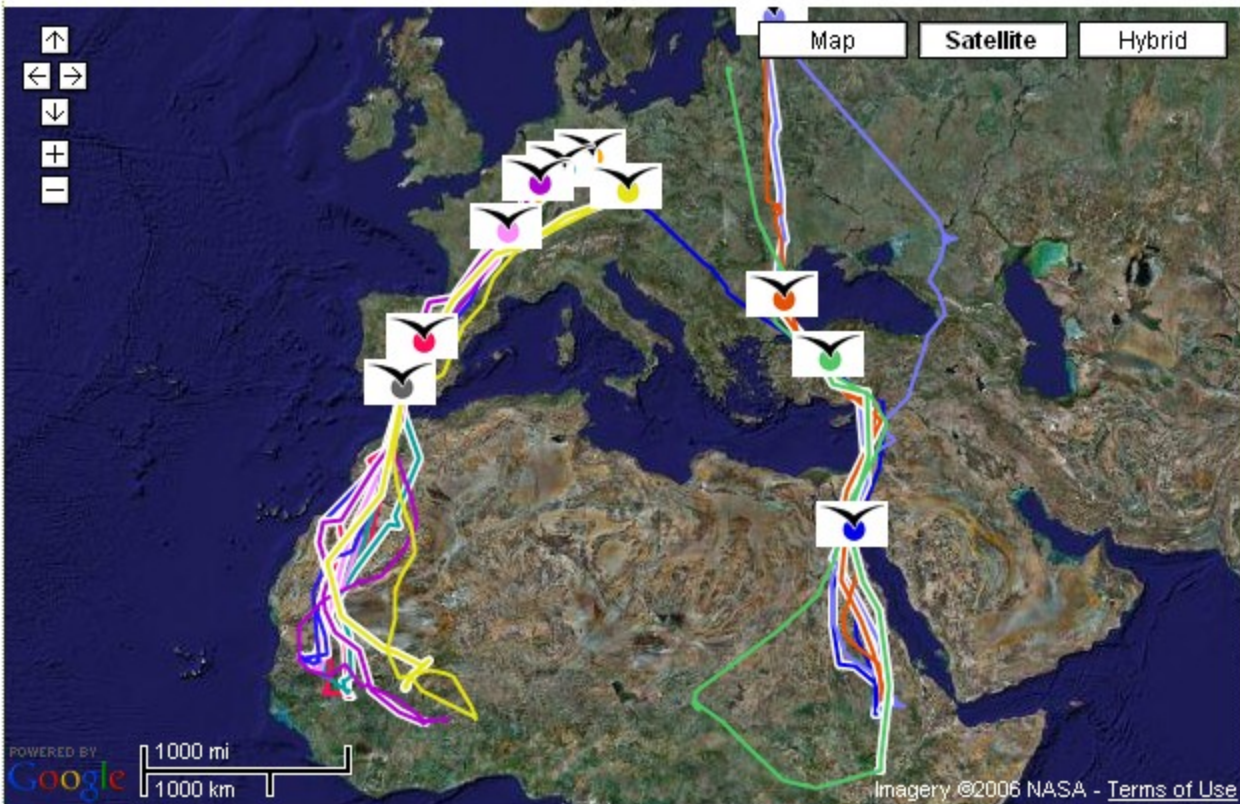 Map
Satellite
Hybrid
POWERED BY
Google
1000 mi
1000 km
Imagery ©2006 NASA - Terms of Use